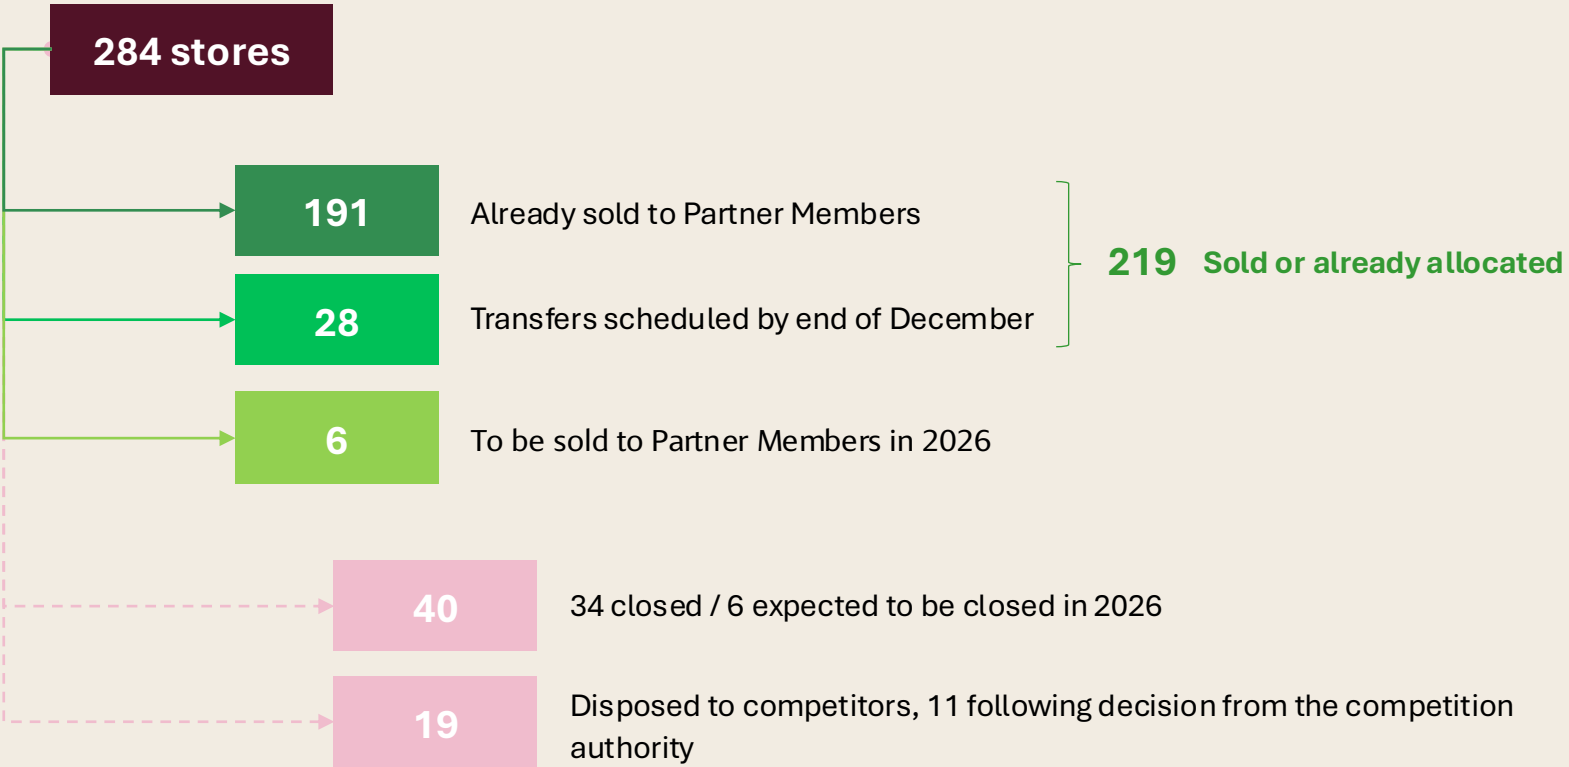 284 stores
191
Already sold to Partner Members
28
Transfers scheduled by end of December
219 Sold or already allocated
6
To be sold to Partner Members in 2026
40
34 closed / 6 expected to be closed in 2026
19
Disposed to competitors, 11 following decision from the competition
authority